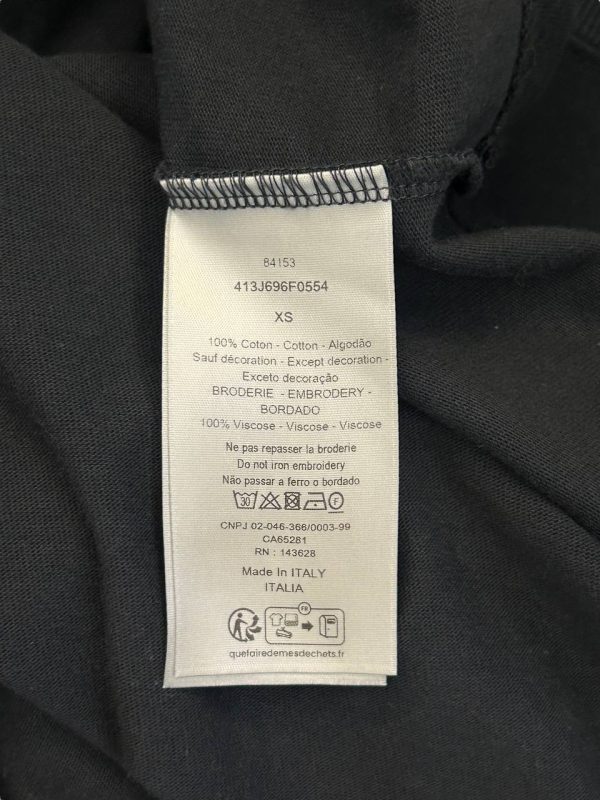 84153
413J696F0554
XS
100% Coton - Cotton - Algodão
Sauf décoration - Except decoration -
Exceto decoração
BRODERIE - EMBRODERY -
BORDADO
100% Viscose - Viscose - Viscose
Ne pas repasser la broderie
Do not iron embroidery
Não passar a ferro o bordado
30 F
CNPJ 02-046-366/0003-99
CA65281
RN : 143628
Made In ITALY
ITALIA
FR
quefairedemesdechets.fr